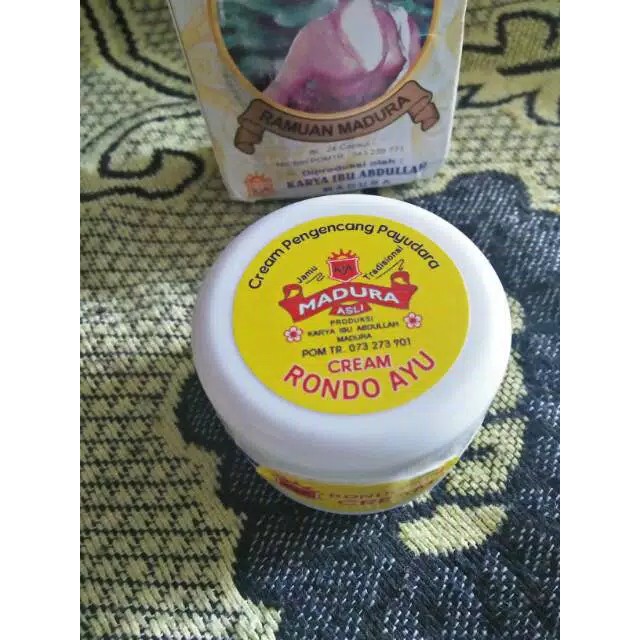 RAMUAN MADURA
Diproduksi oleh :
KARYA IBU ABDULLAH
MADURA
Cream Pengencang Payudara
Jamu Tradisional
MADURA
ASLI
PRODUKSI
KARYA IBU ABDULLAH
MADURA
POM TR. 073 273 901
CREAM
RONDO AYU